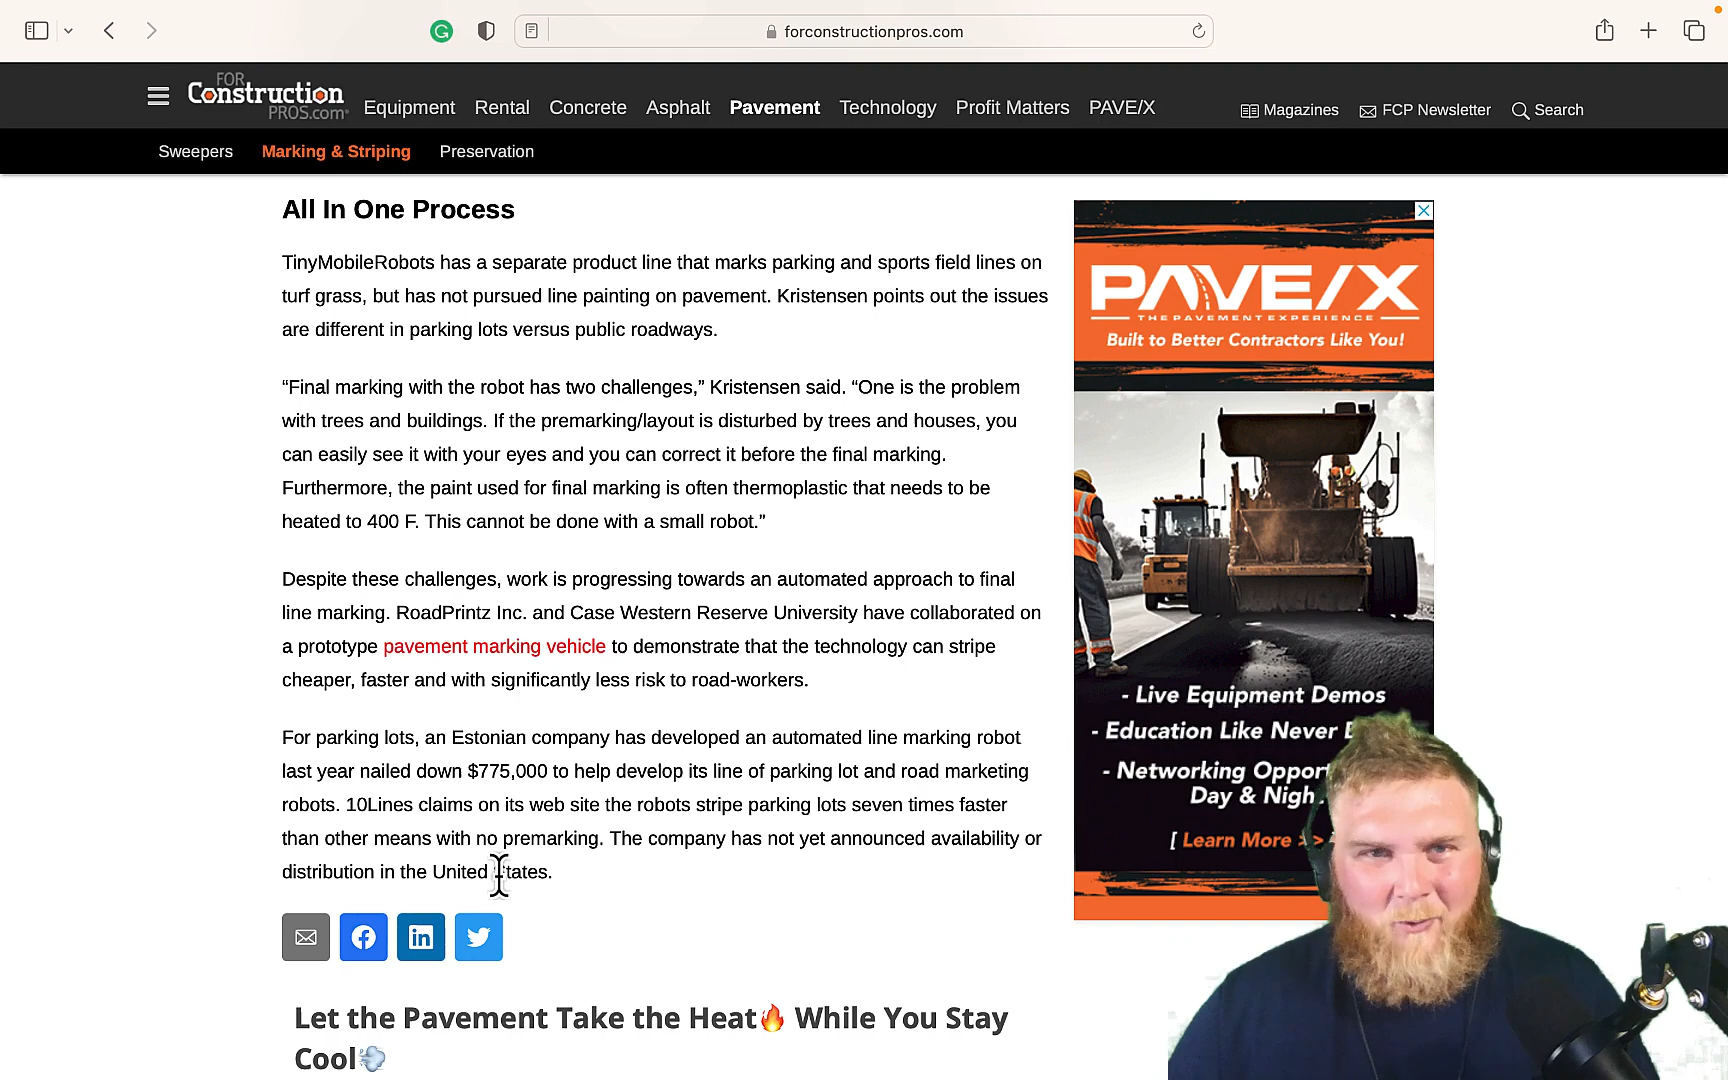 forconstructionpros.com
FOR
Construction
PROS.com
Equipment Rental Concrete Asphalt Pavement Technology Profit Matters PAVE/X
Magazines FCP Newsletter Search
Sweepers Marking & Striping Preservation
All In One Process
TinyMobileRobots has a separate product line that marks parking and sports field lines on
turf grass, but has not pursued line painting on pavement. Kristensen points out the issues
are different in parking lots versus public roadways.
“Final marking with the robot has two challenges,” Kristensen said. “One is the problem
with trees and buildings. If the premarking/layout is disturbed by trees and houses, you
can easily see it with your eyes and you can correct it before the final marking.
Furthermore, the paint used for final marking is often thermoplastic that needs to be
heated to 400 F. This cannot be done with a small robot.”
Despite these challenges, work is progressing towards an automated approach to final
line marking. RoadPrintz Inc. and Case Western Reserve University have collaborated on
a prototype pavement marking vehicle to demonstrate that the technology can stripe
cheaper, faster and with significantly less risk to road-workers.
For parking lots, an Estonian company has developed an automated line marking robot
last year nailed down $775,000 to help develop its line of parking lot and road marketing
robots. 10Lines claims on its web site the robots stripe parking lots seven times faster
than other means with no premarking. The company has not yet announced availability or
distribution in the United States.
Let the Pavement Take the Heat🔥 While You Stay
Cool💨
PAVE/X
THE PAVEMENT EXPERIENCE
Built to Better Contractors Like You!
- Live Equipment Demos
- Education Like Never
- Networking
Day &
[ Learn More >>